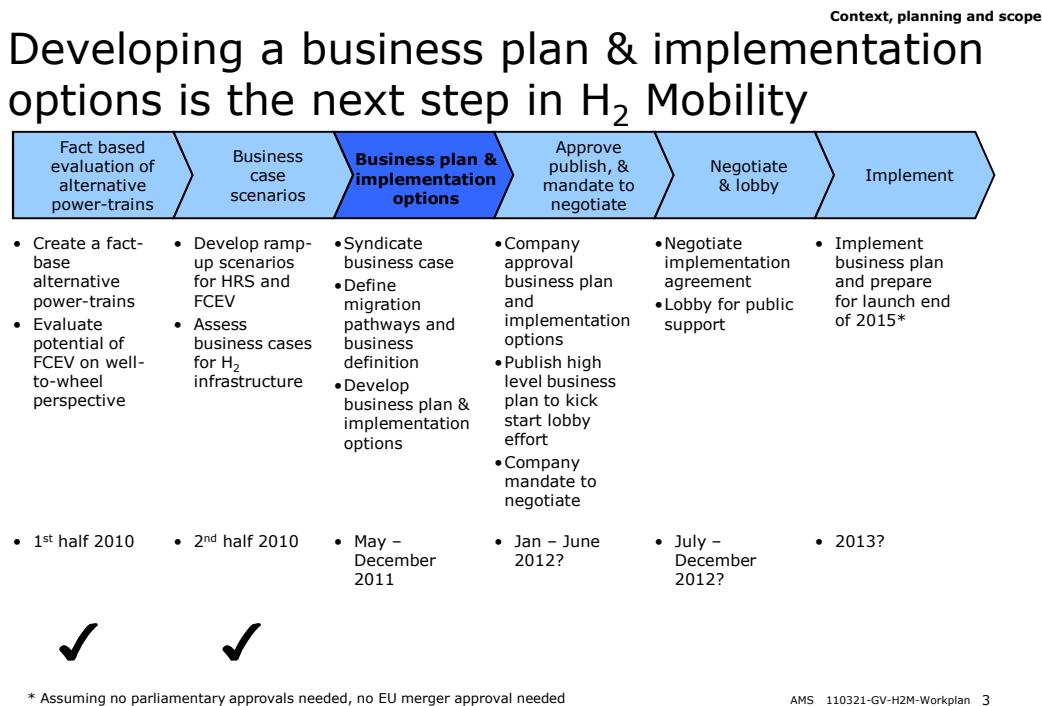 Context, planning and scope
Developing a business plan & implementation
options is the next step in H2 Mobility
Fact based
evaluation of
alternative
power-trains
Business
case
scenarios
Business plan &
implementation
options
Approve
publish, &
mandate to
negotiate
Negotiate
& lobby
Implement
• Create a fact-
base
alternative
power-trains
• Evaluate
potential of
FCEV on well-
to-wheel
perspective
• Develop ramp-
up scenarios
for HRS and
FCEV
• Assess
business cases
for H2
infrastructure
•Syndicate
business case
•Define
migration
pathways and
business
definition
•Develop
business plan &
implementation
options
•Company
approval
business plan
and
implementation
options
•Publish high
level business
plan to kick
start lobby
effort
•Company
mandate to
negotiate
•Negotiate
implementation
agreement
•Lobby for public
support
• Implement
business plan
and prepare
for launch end
of 2015*
• 1st half 2010
• 2nd half 2010
• May –
December
2011
• Jan – June
2012?
• July –
December
2012?
• 2013?
* Assuming no parliamentary approvals needed, no EU merger approval needed
AMS 110321-GV-H2M-Workplan 3